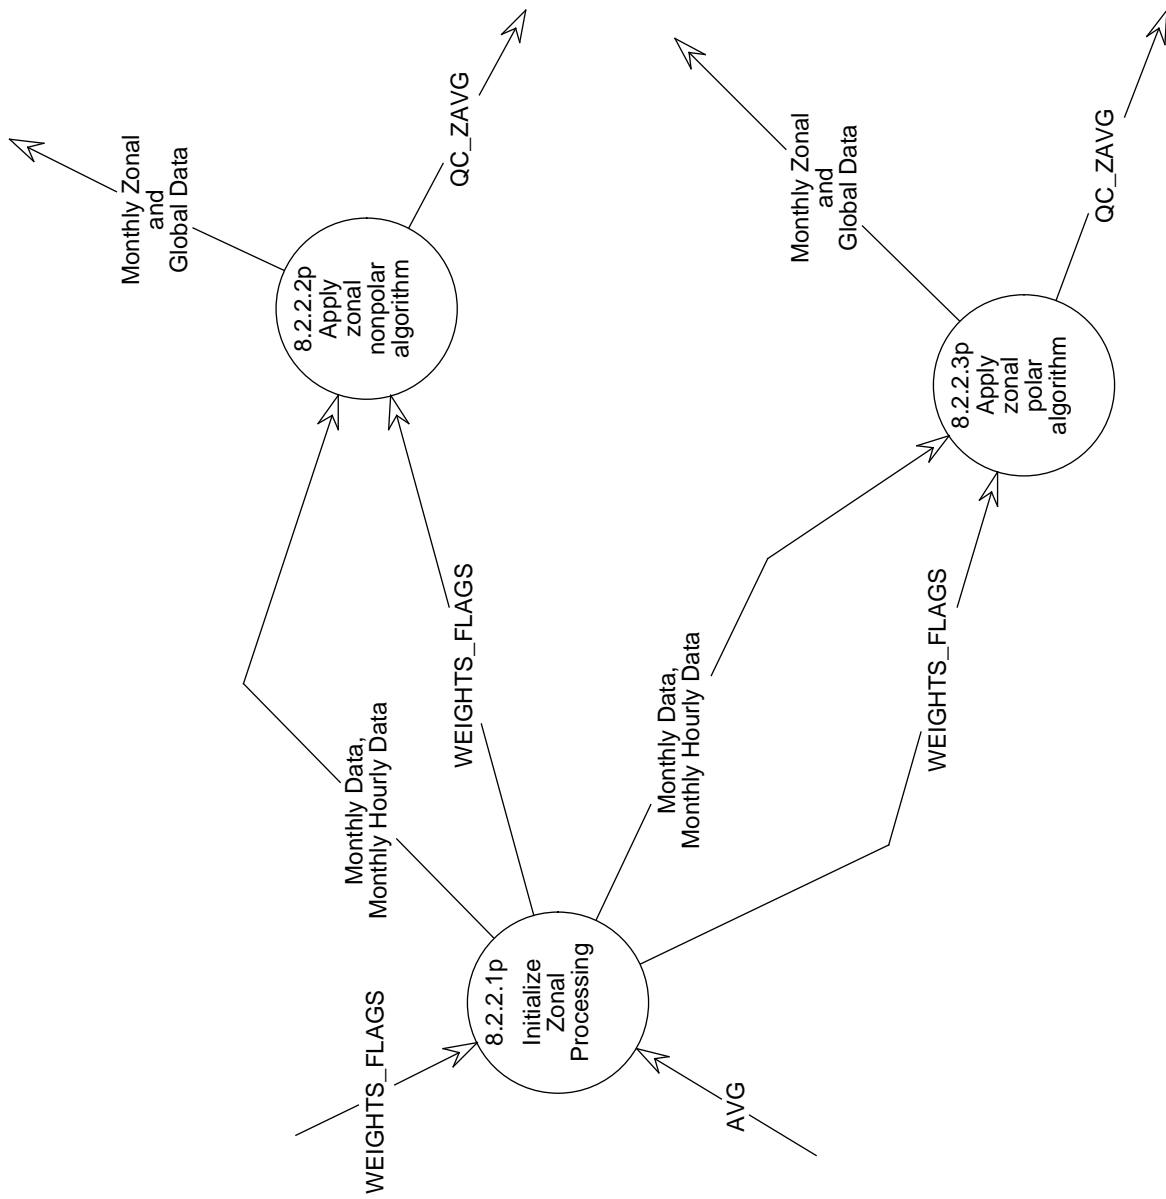 WEIGHTS_FLAGS
AVG
8.2.2.1p
Initialize
Zonal
Processing
Monthly Data,
Monthly Hourly Data
WEIGHTS_FLAGS
Monthly Data,
Monthly Hourly Data
WEIGHTS_FLAGS
8.2.2.2p
Apply
zonal
nonpolar
algorithm
Monthly Zonal
and
Global Data
QC_ZAVG
8.2.2.3p
Apply
zonal
polar
algorithm
Monthly Zonal
and
Global Data
QC_ZAVG